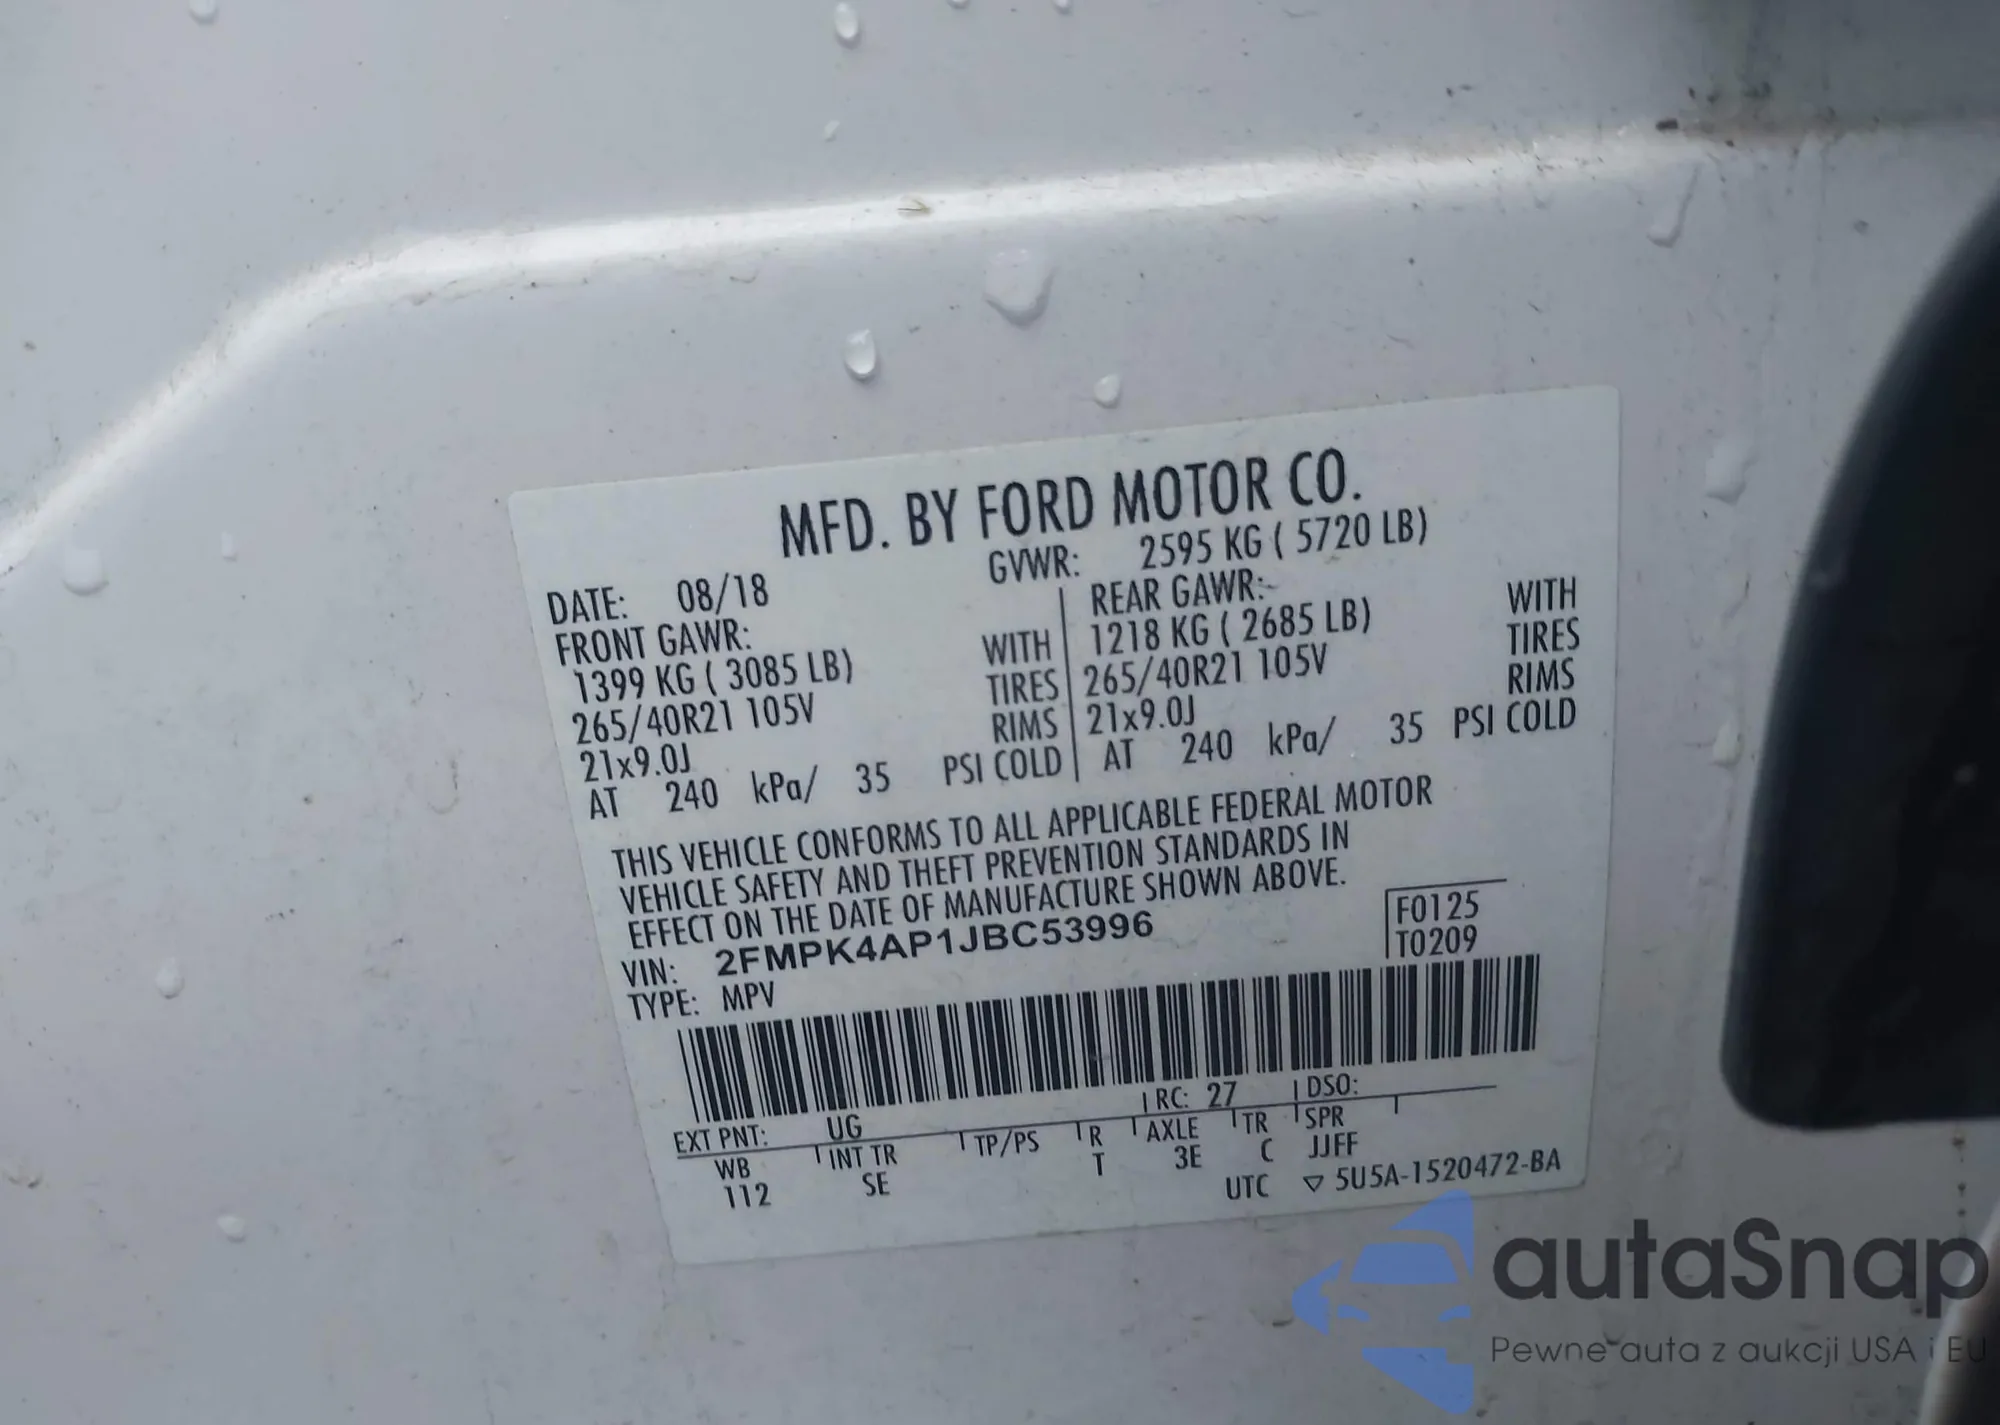 MFD. BY FORD MOTOR CO.
DATE: 08/18 GVWR: 2595 KG ( 5720 LB)
FRONT GAWR: REAR GAWR:
1399 KG ( 3085 LB) WITH 1218 KG ( 2685 LB) WITH
265/40R21 105V TIRES 265/40R21 105V TIRES
21x9.0J RIMS 21x9.0J RIMS
AT 240 kPa/ 35 PSI COLD AT 240 kPa/ 35 PSI COLD
THIS VEHICLE CONFORMS TO ALL APPLICABLE FEDERAL MOTOR
VEHICLE SAFETY AND THEFT PREVENTION STANDARDS IN
EFFECT ON THE DATE OF MANUFACTURE SHOWN ABOVE.
VIN: 2FMPK4AP1JBC53996 F0125
TYPE: MPV T0209
EXT PNT: UG RC: 27 DSO:
WB INT TR TP/PS R AXLE TR SPR
112 SE T 3E C JJFF
UTC ▽ 5U5A-1520472-BA
autaSnap
Pewne auta z aukcji USA i EU